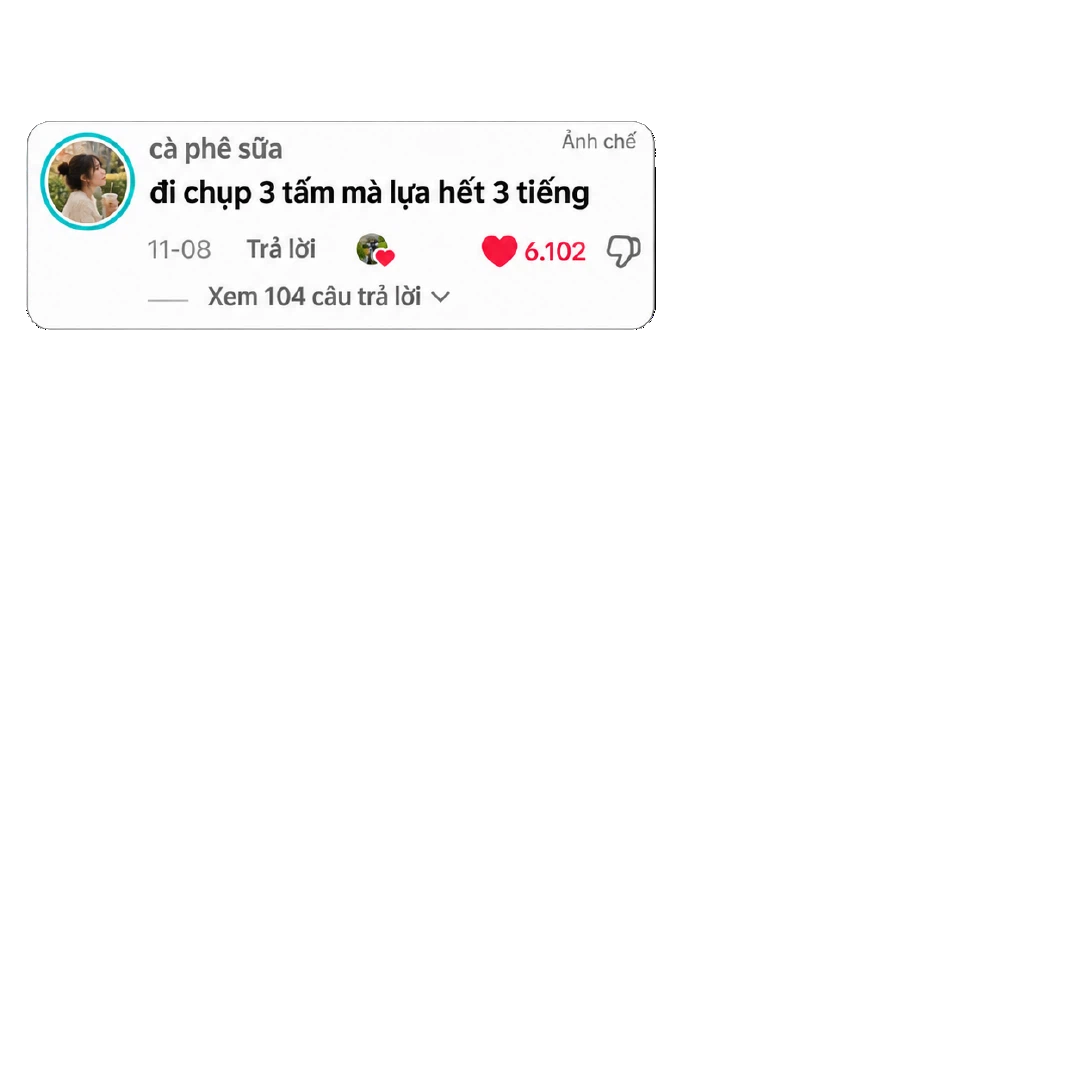 cà phê sữa
Ảnh chế
đi chụp 3 tấm mà lựa hết 3 tiếng
11-08 Trả lời 6.102
Xem 104 câu trả lời